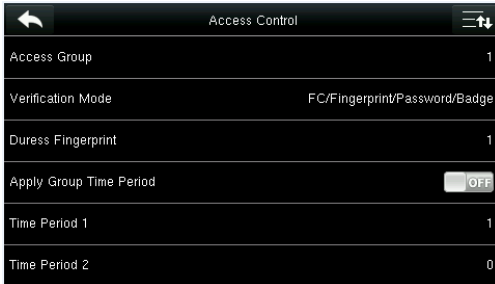 Access Control
Access Group 1
Verification Mode FC/Fingerprint/Password/Badge
Duress Fingerprint 1
Apply Group Time Period OFF
Time Period 1 1
Time Period 2 0